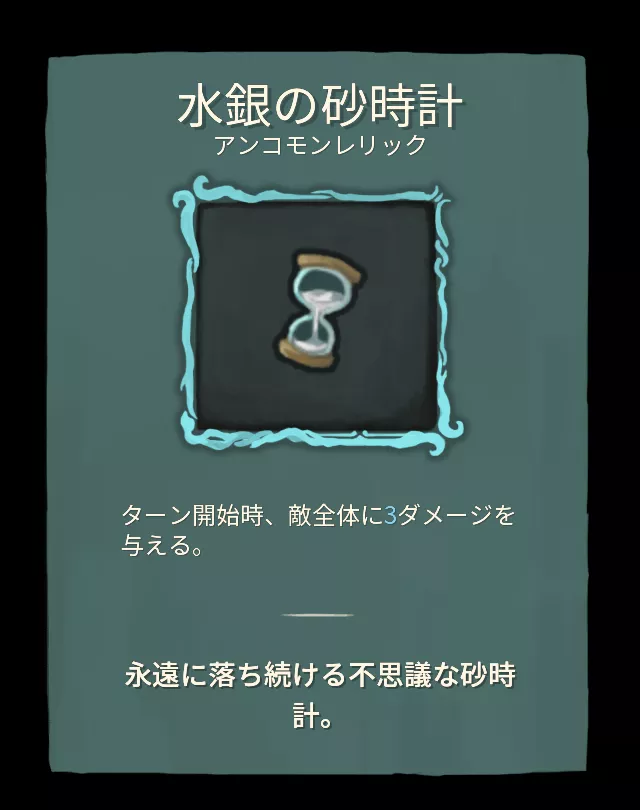 水銀の砂時計
アンコモンレリック
ターン開始時、敵全体に3ダメージを
与える。
永遠に落ち続ける不思議な砂時
計。